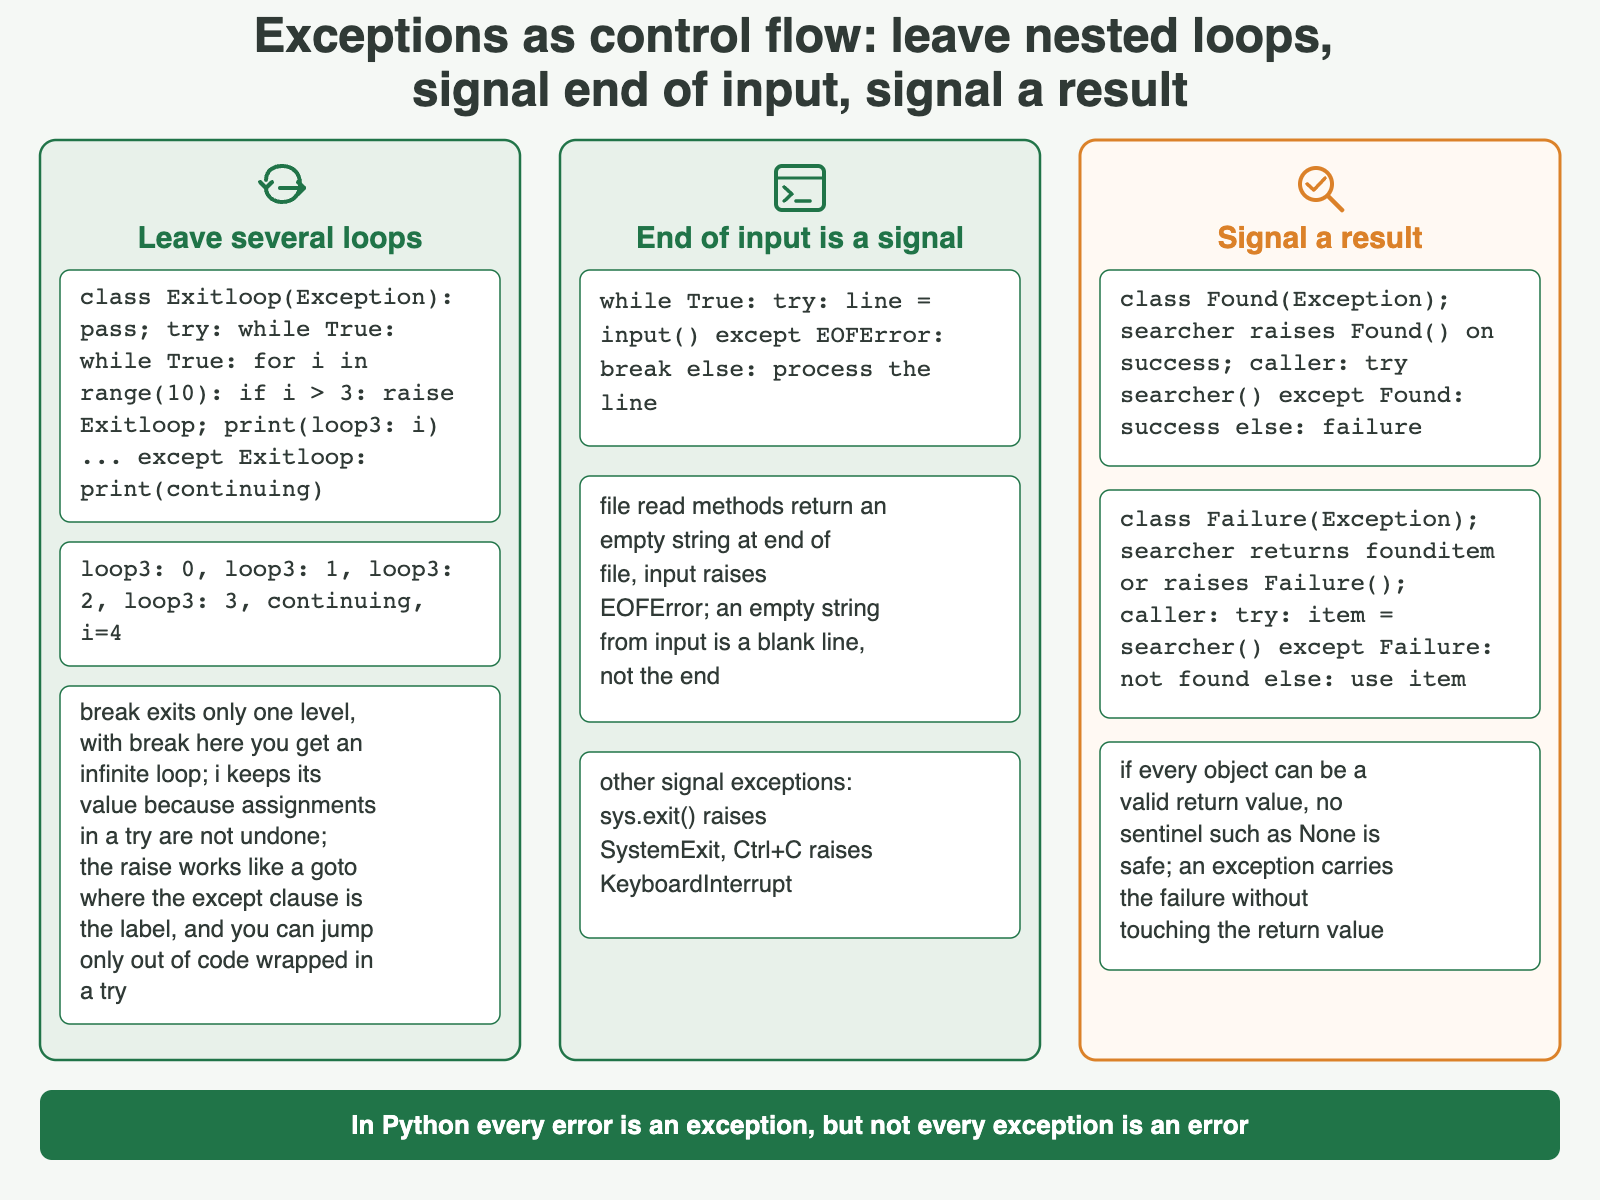 Exceptions as control flow: leave nested loops,
signal end of input, signal a result
Leave several loops
class Exitloop(Exception):
pass; try: while True:
while True: for i in
range(10): if i > 3: raise
Exitloop; print(loop3: i)
... except Exitloop:
print(continuing)
loop3: 0, loop3: 1, loop3:
2, loop3: 3, continuing,
i=4
break exits only one level,
with break here you get an
infinite loop; i keeps its
value because assignments
in a try are not undone;
the raise works like a goto
where the except clause is
the label, and you can jump
only out of code wrapped in
a try
End of input is a signal
while True: try: line =
input() except EOFError:
break else: process the
line
file read methods return an
empty string at end of
file, input raises
EOFError; an empty string
from input is a blank line,
not the end
other signal exceptions:
sys.exit() raises
SystemExit, Ctrl+C raises
KeyboardInterrupt
Signal a result
class Found(Exception);
searcher raises Found() on
success; caller: try
searcher() except Found:
success else: failure
class Failure(Exception);
searcher returns founditem
or raises Failure();
caller: try: item =
searcher() except Failure:
not found else: use item
if every object can be a
valid return value, no
sentinel such as None is
safe; an exception carries
the failure without
touching the return value
In Python every error is an exception, but not every exception is an error